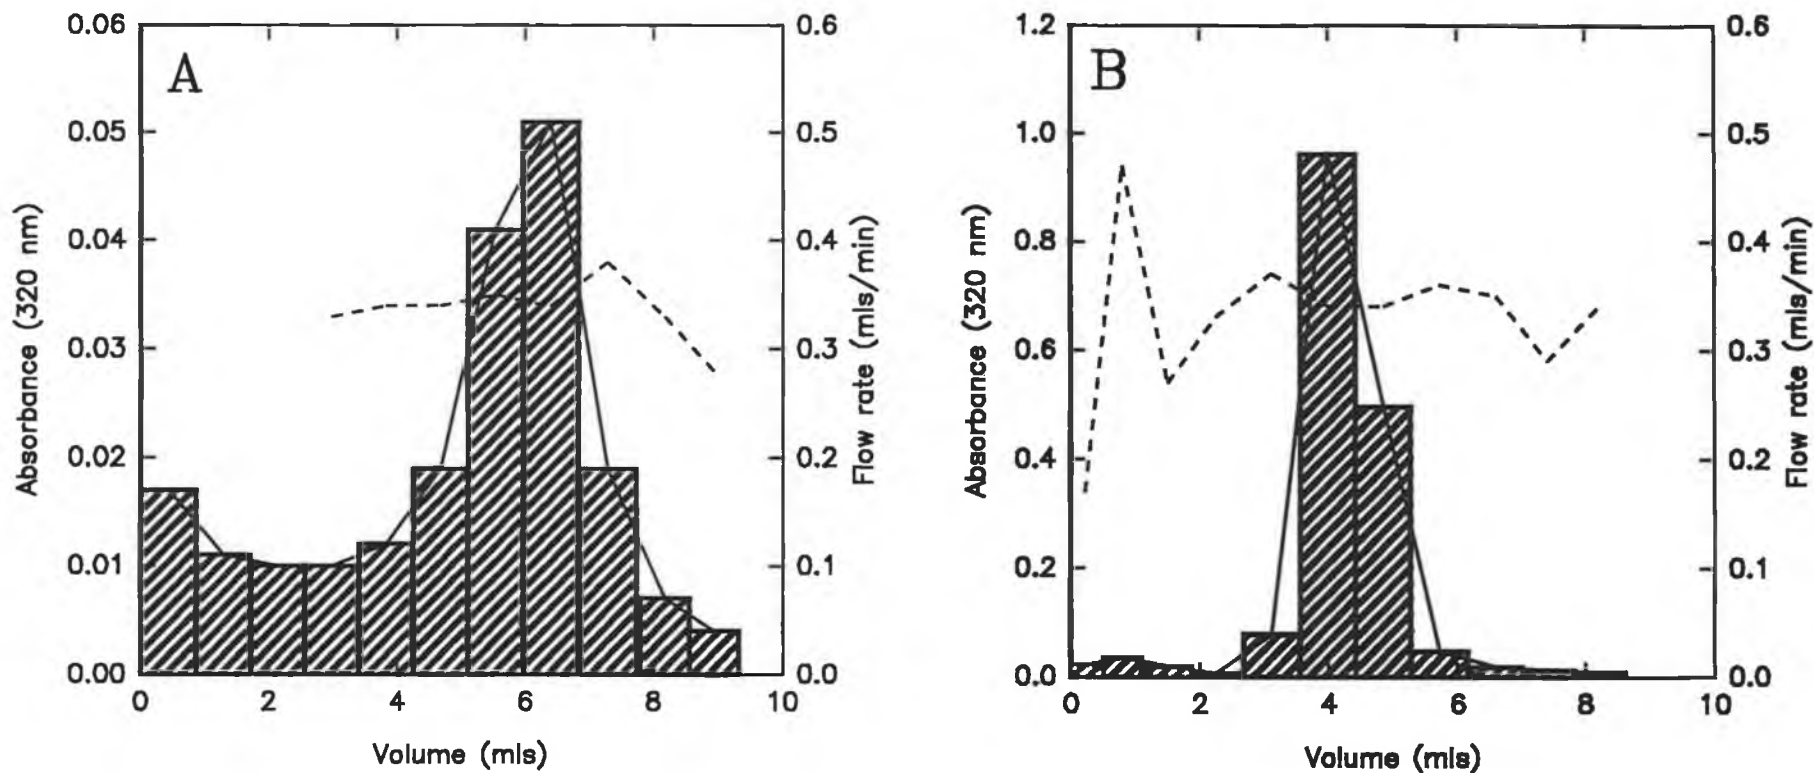 A
0.06
0.05
0.04
0.03
0.02
0.01
0.00
Absorbance (320 nm)
0.6
0.5
0.4
0.3
0.2
0.1
0.0
Flow rate (mls/min)
0 2 4 6 8 10
Volume (mls)
B
1.2
1.0
0.8
0.6
0.4
0.2
0.0
Absorbance (320 nm)
0.6
0.5
0.4
0.3
0.2
0.1
0.0
Flow rate (mls/min)
0 2 4 6 8 10
Volume (mls)